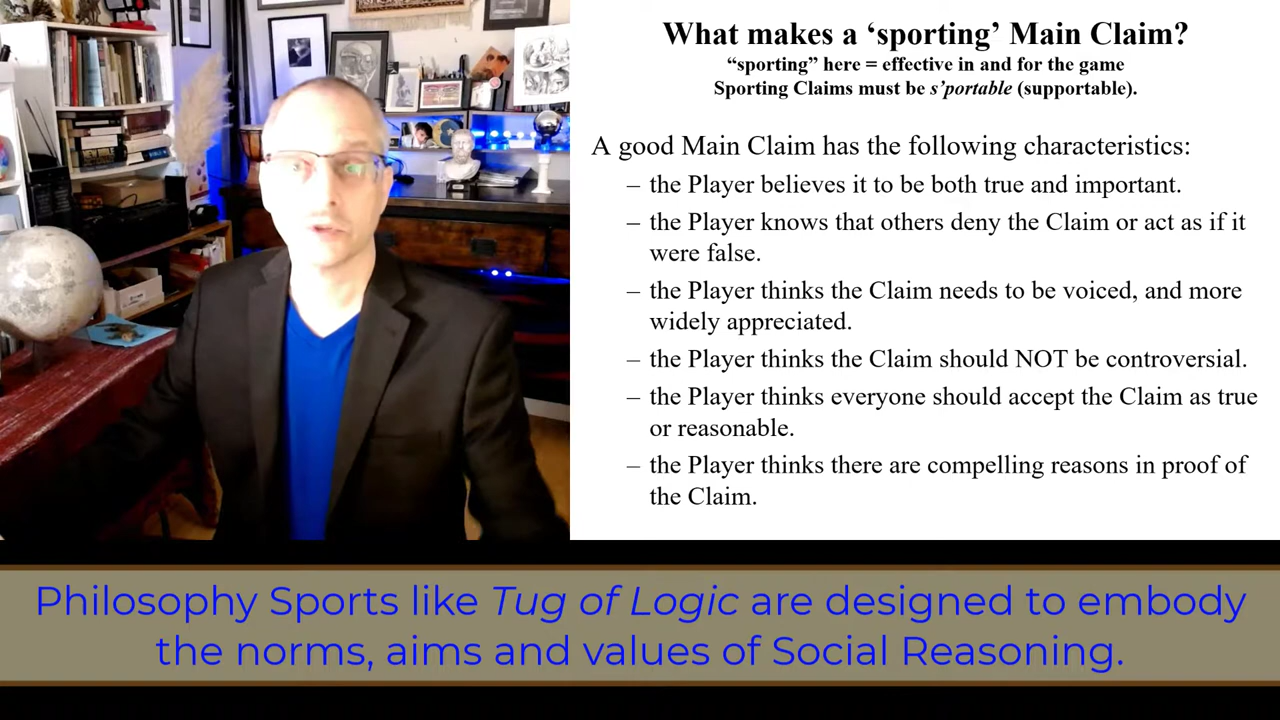 What makes a ‘sporting’ Main Claim?
“sporting” here = effective in and for the game
Sporting Claims must be s’portable (supportable).
A good Main Claim has the following characteristics:
– the Player believes it to be both true and important.
– the Player knows that others deny the Claim or act as if it
were false.
– the Player thinks the Claim needs to be voiced, and more
widely appreciated.
– the Player thinks the Claim should NOT be controversial.
– the Player thinks everyone should accept the Claim as true
or reasonable.
– the Player thinks there are compelling reasons in proof of
the Claim.
Philosophy Sports like Tug of Logic are designed to embody
the norms, aims and values of Social Reasoning.